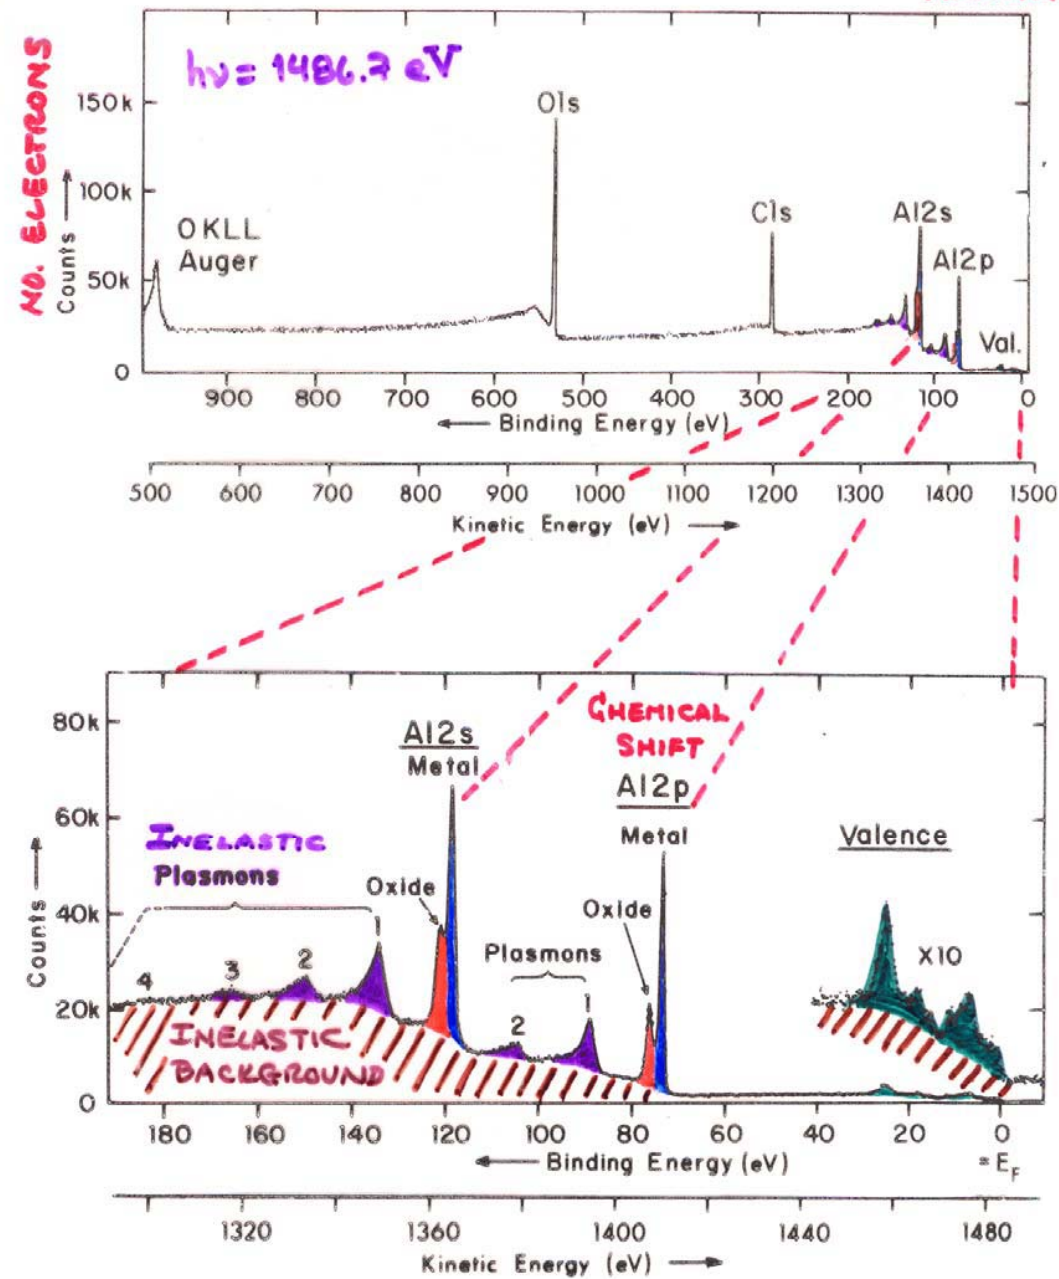 hν = 1486.7 eV
NO. ELECTRONS
Counts
150k
100k
50k
0
O1s
C1s
Al2s
Al2p
Val.
OKLL
Auger
900 800 700 600 500 400 300 200 100 0
Binding Energy (eV)
500 600 700 800 900 1000 1100 1200 1300 1400 1500
Kinetic Energy (eV)
CHEMICAL
SHIFT
80k
60k
40k
20k
0
Counts
Al2s
Metal
Al2p
Metal
Valence
INELASTIC
Plasmons
Oxide
Oxide
Plasmons
X10
4 3 2
2
INELASTIC
BACKGROUND
180 160 140 120 100 80 60 40 20 0
Binding Energy (eV)
= E_F
1320 1360 1400 1440 1480
Kinetic Energy (eV)